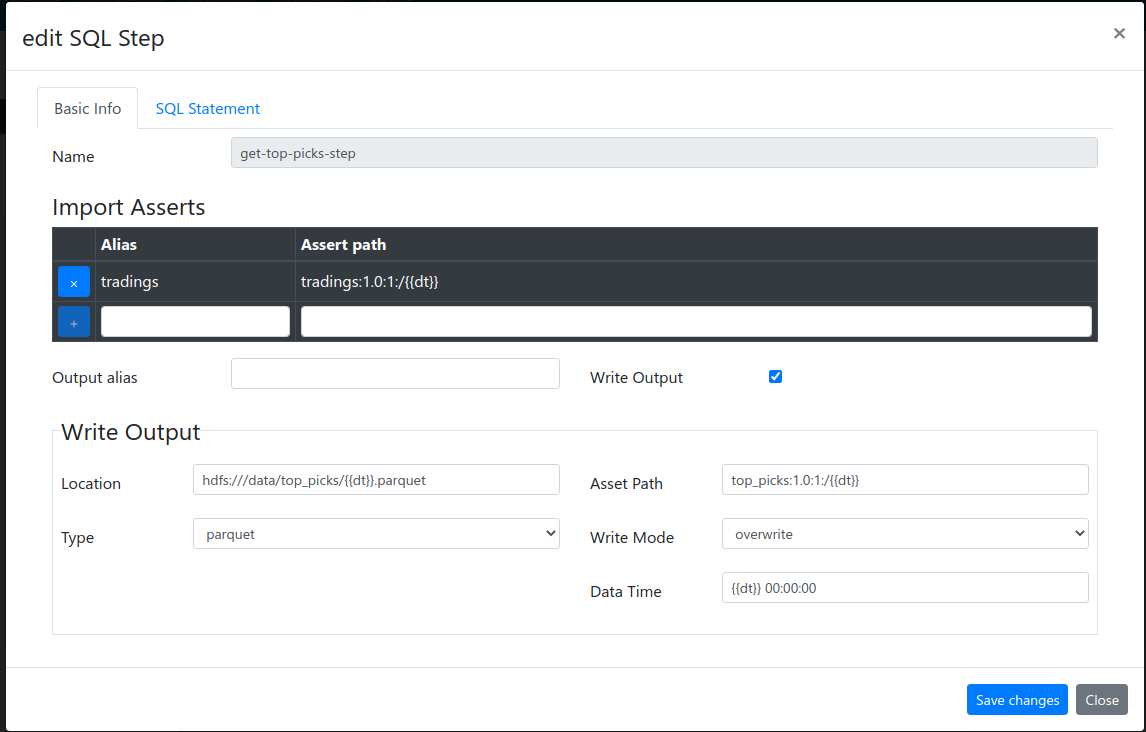 edit SQL Step
×
Basic Info
SQL Statement
Name
get-top-picks-step
Import Asserts
Alias
Assert path
×
tradings
tradings:1.0:1:/{{dt}}
+
Output alias
Write Output
Write Output
Location
hdfs:///data/top_picks/{{dt}}.parquet
Asset Path
top_picks:1.0:1:/{{dt}}
Type
parquet
Write Mode
overwrite
Data Time
{{dt}} 00:00:00
Save changes
Close